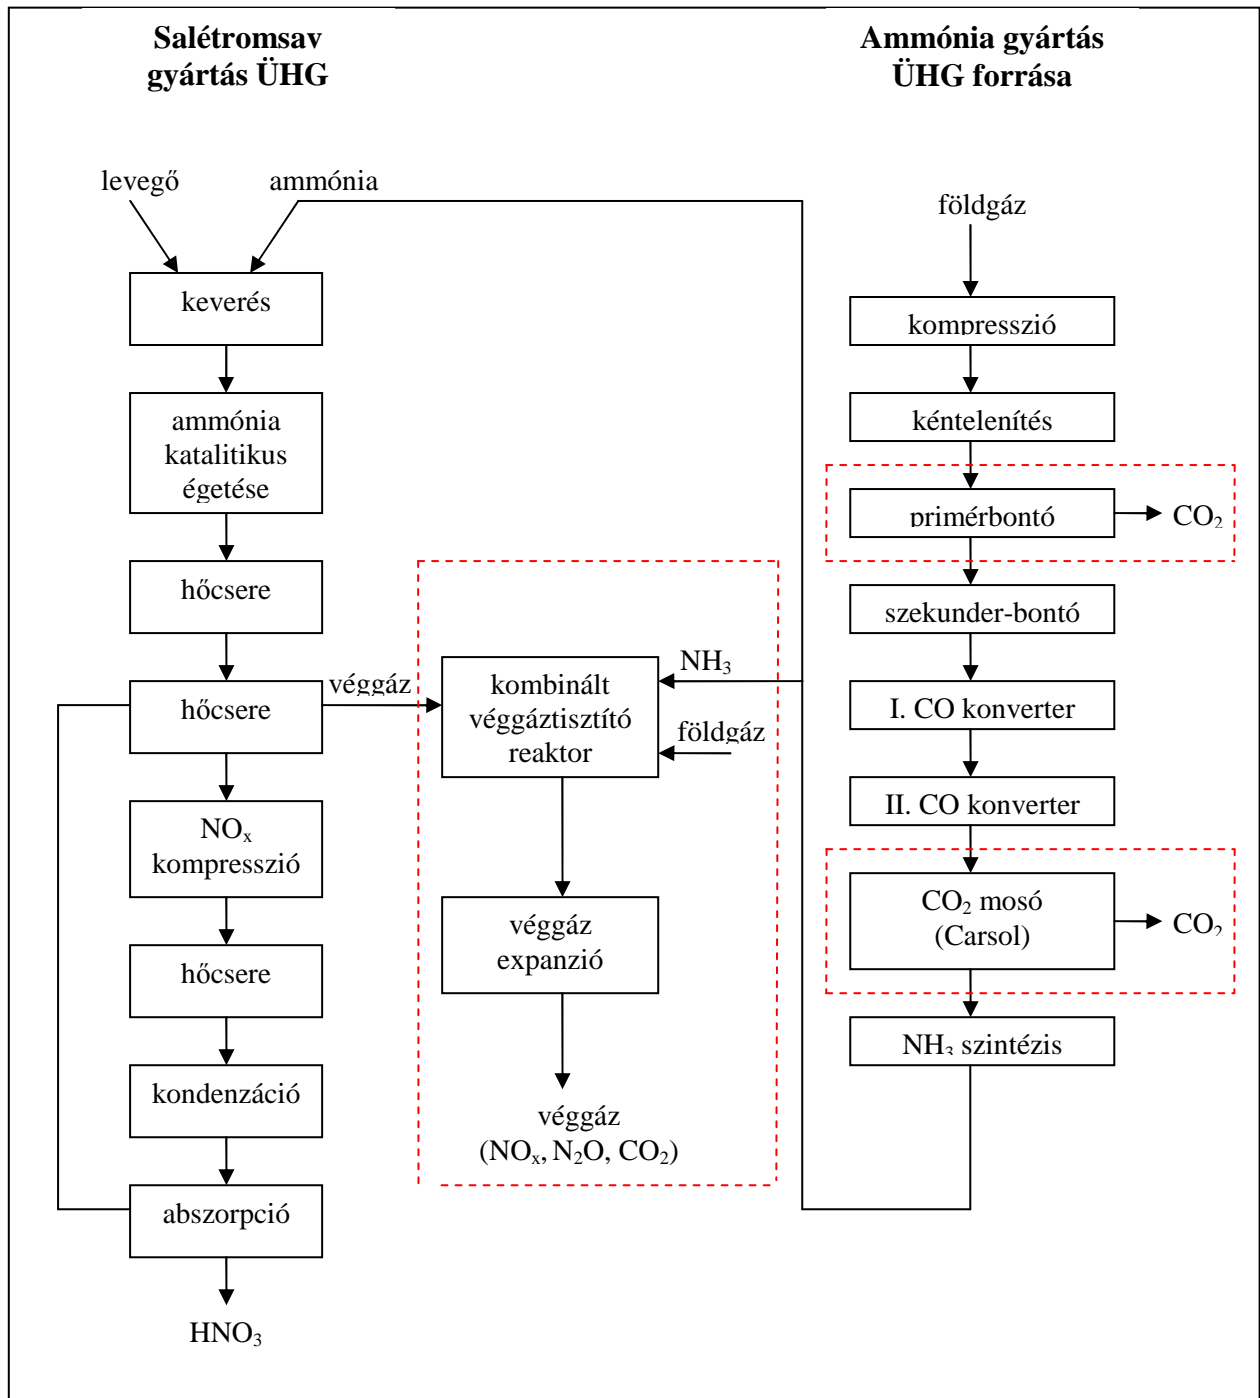 Salétromsav
gyártás ÜHG
levegő
ammónia
keverés
ammónia
katalitikus
égetése
hőcsere
hőcsere
NOₓ
kompresszió
hőcsere
kondenzáció
abszorpció
HNO₃
véggáz
kombinált
véggáztisztító
reaktor
NH₃
földgáz
véggáz
expanzió
véggáz
(NOₓ, N₂O, CO₂)
Ammónia gyártás
ÜHG forrása
földgáz
kompresszió
kéntelenítés
primérbontó
CO₂
szekunder-bontó
I. CO konverter
II. CO konverter
CO₂ mosó
(Carsol)
CO₂
NH₃ szintézis